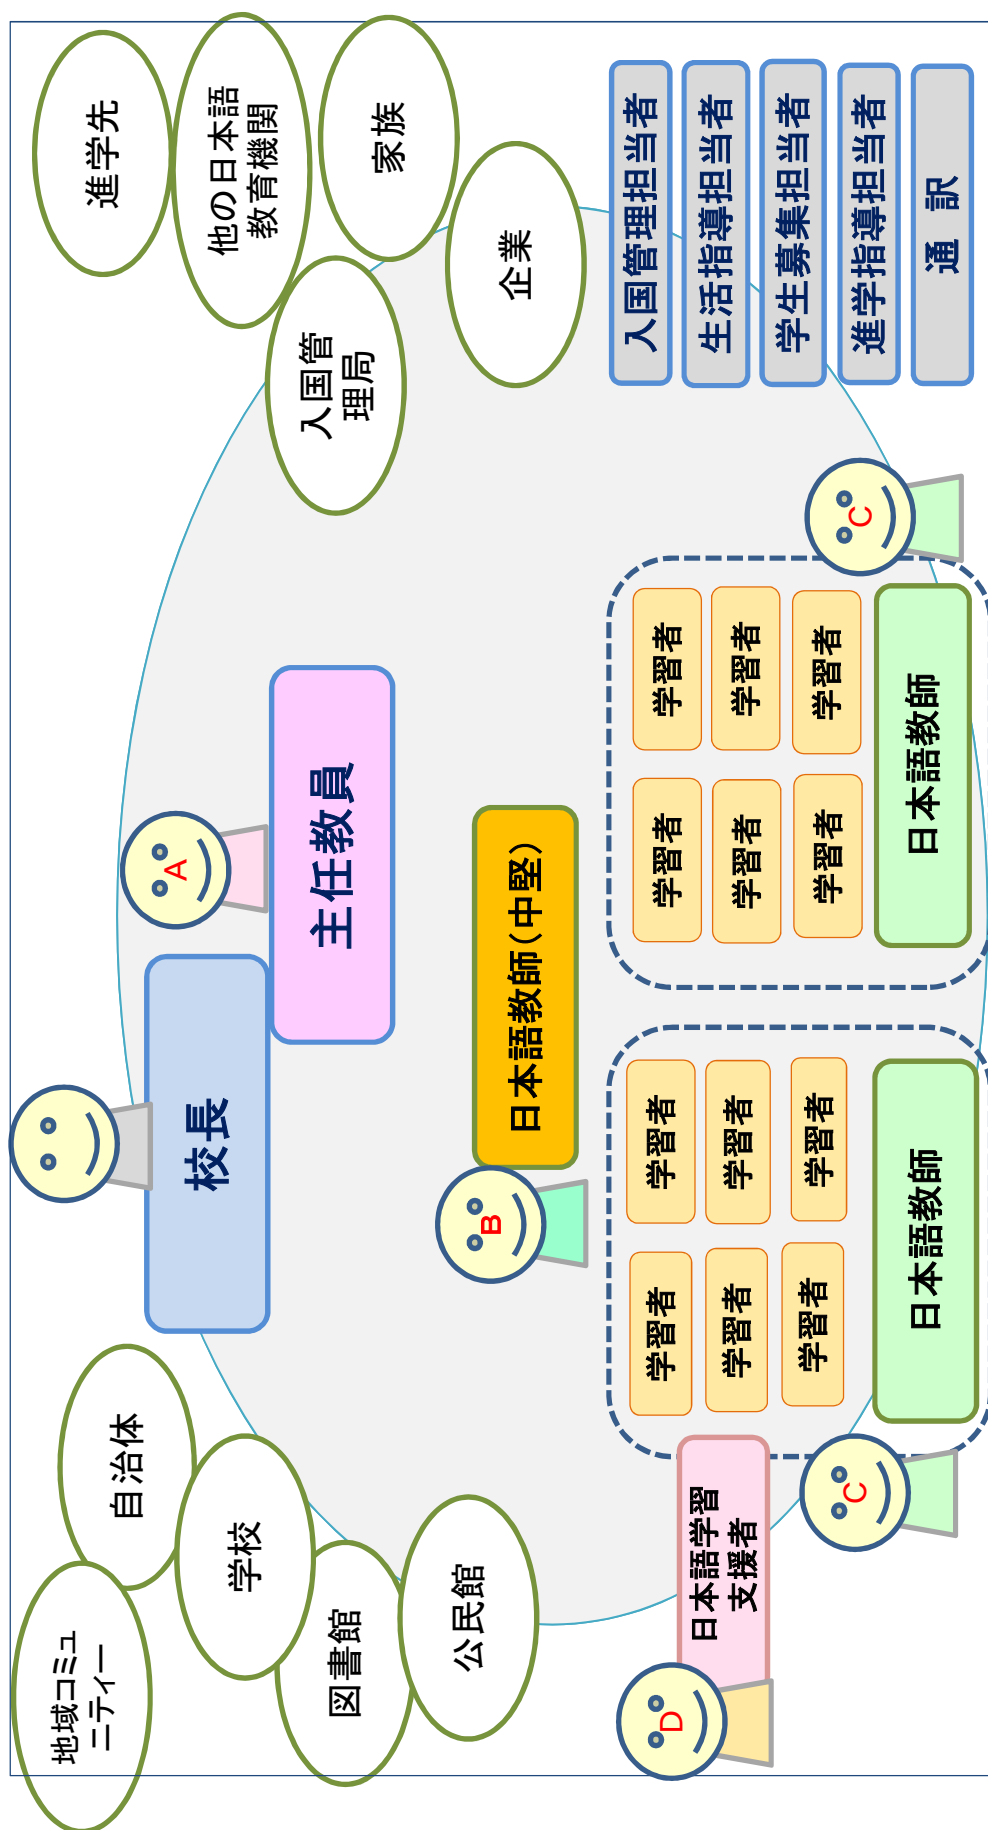 地域コミュ
ニティー
自治体
学校
図書館
公民館
校長
A
主任教員
進学先
他の日本語
教育機関
家族
入国管
理局
企業
B
日本語教師（中堅）
日本語学習
支援者
D
学習者
学習者
学習者
学習者
学習者
学習者
C
日本語教師
学習者
学習者
学習者
学習者
学習者
学習者
日本語教師
C
入国管理担当者
生活指導担当者
学生募集担当者
進学指導担当者
通 訳